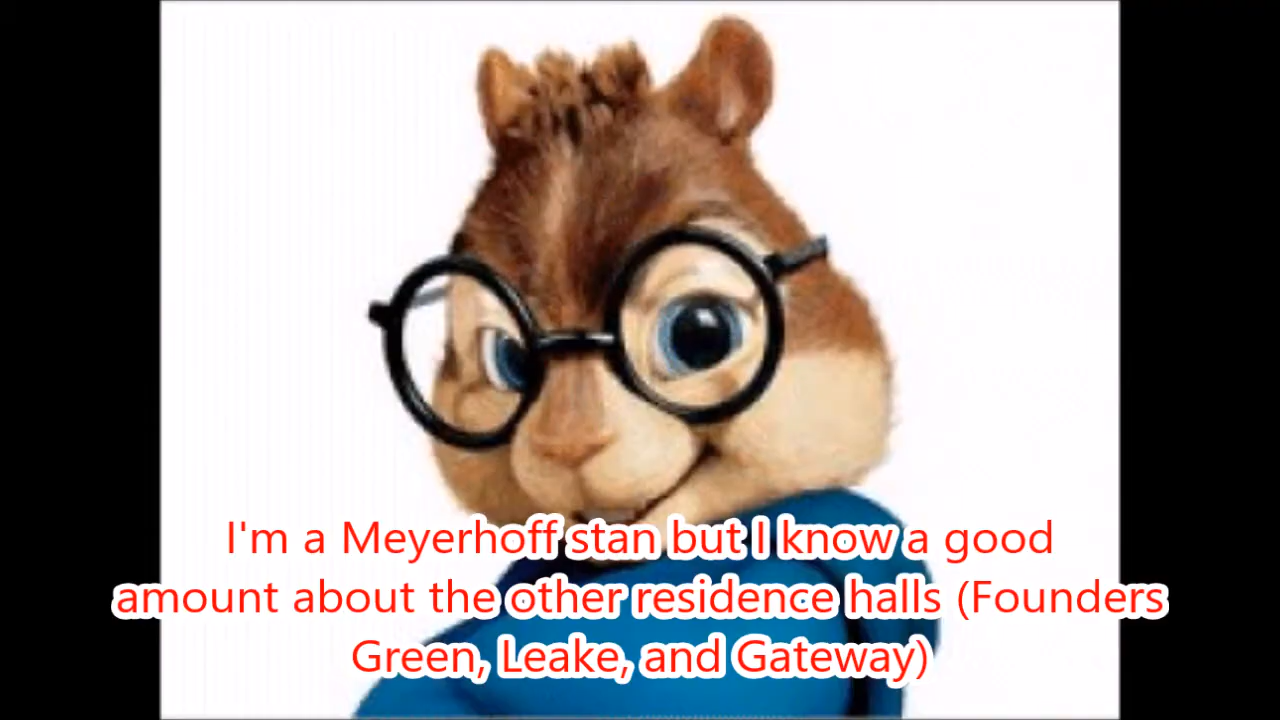 I'm a Meyerhoff stan but I know a good
amount about the other residence halls (Founders
Green, Leake, and Gateway)